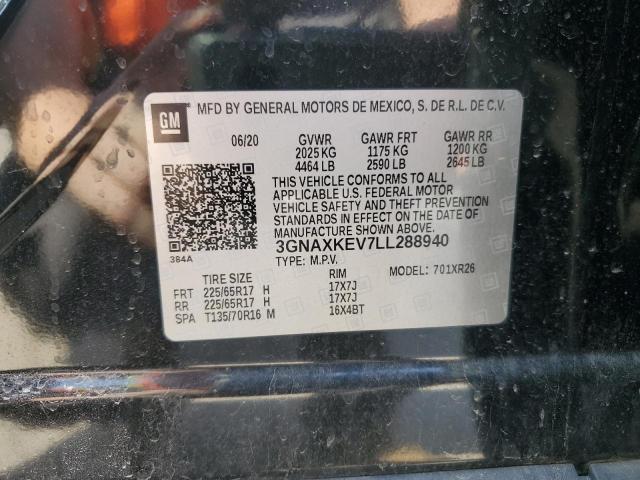 GM
MFD BY GENERAL MOTORS DE MEXICO, S. DE R.L. DE C.V.
06/20 GVWR GAWR FRT GAWR RR
2025 KG 1175 KG 1200 KG
4464 LB 2590 LB 2645 LB
THIS VEHICLE CONFORMS TO ALL
APPLICABLE U.S. FEDERAL MOTOR
VEHICLE SAFETY AND THEFT PREVENTION
STANDARDS IN EFFECT ON THE DATE OF
MANUFACTURE SHOWN ABOVE.
3GNAXKEV7LL288940
384A
TYPE: M.P.V. MODEL: 701XR26
TIRE SIZE RIM
FRT 225/65R17 H 17X7J
RR 225/65R17 H 17X7J
SPA T135/70R16 M 16X4BT